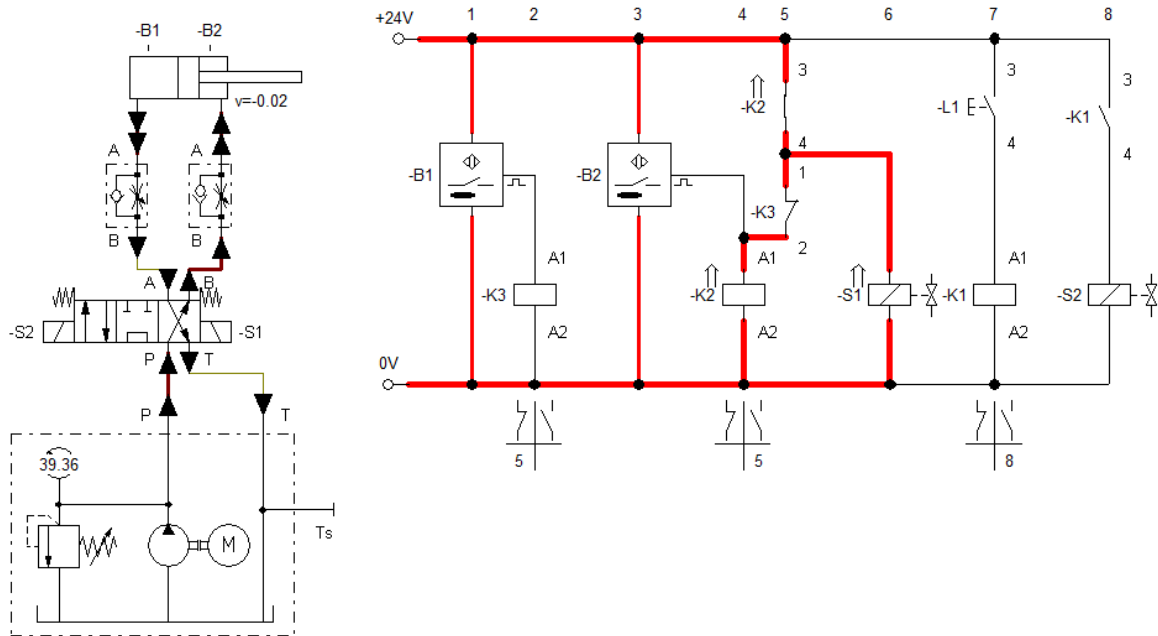 -B1 -B2
v=-0.02
A A
B B
A B
-S2 -S1
P T
P T
39.36
M
Ts
1 2 3 4 5 6 7 8
+24V
3 3 3
-K2 -L1 -K1
4 4 4
-B1 -B2 1
-K3
2
A1 A1 A1
-K3 -K2 -S1 -K1 -S2
A2 A2 A2
0V
5 5 8